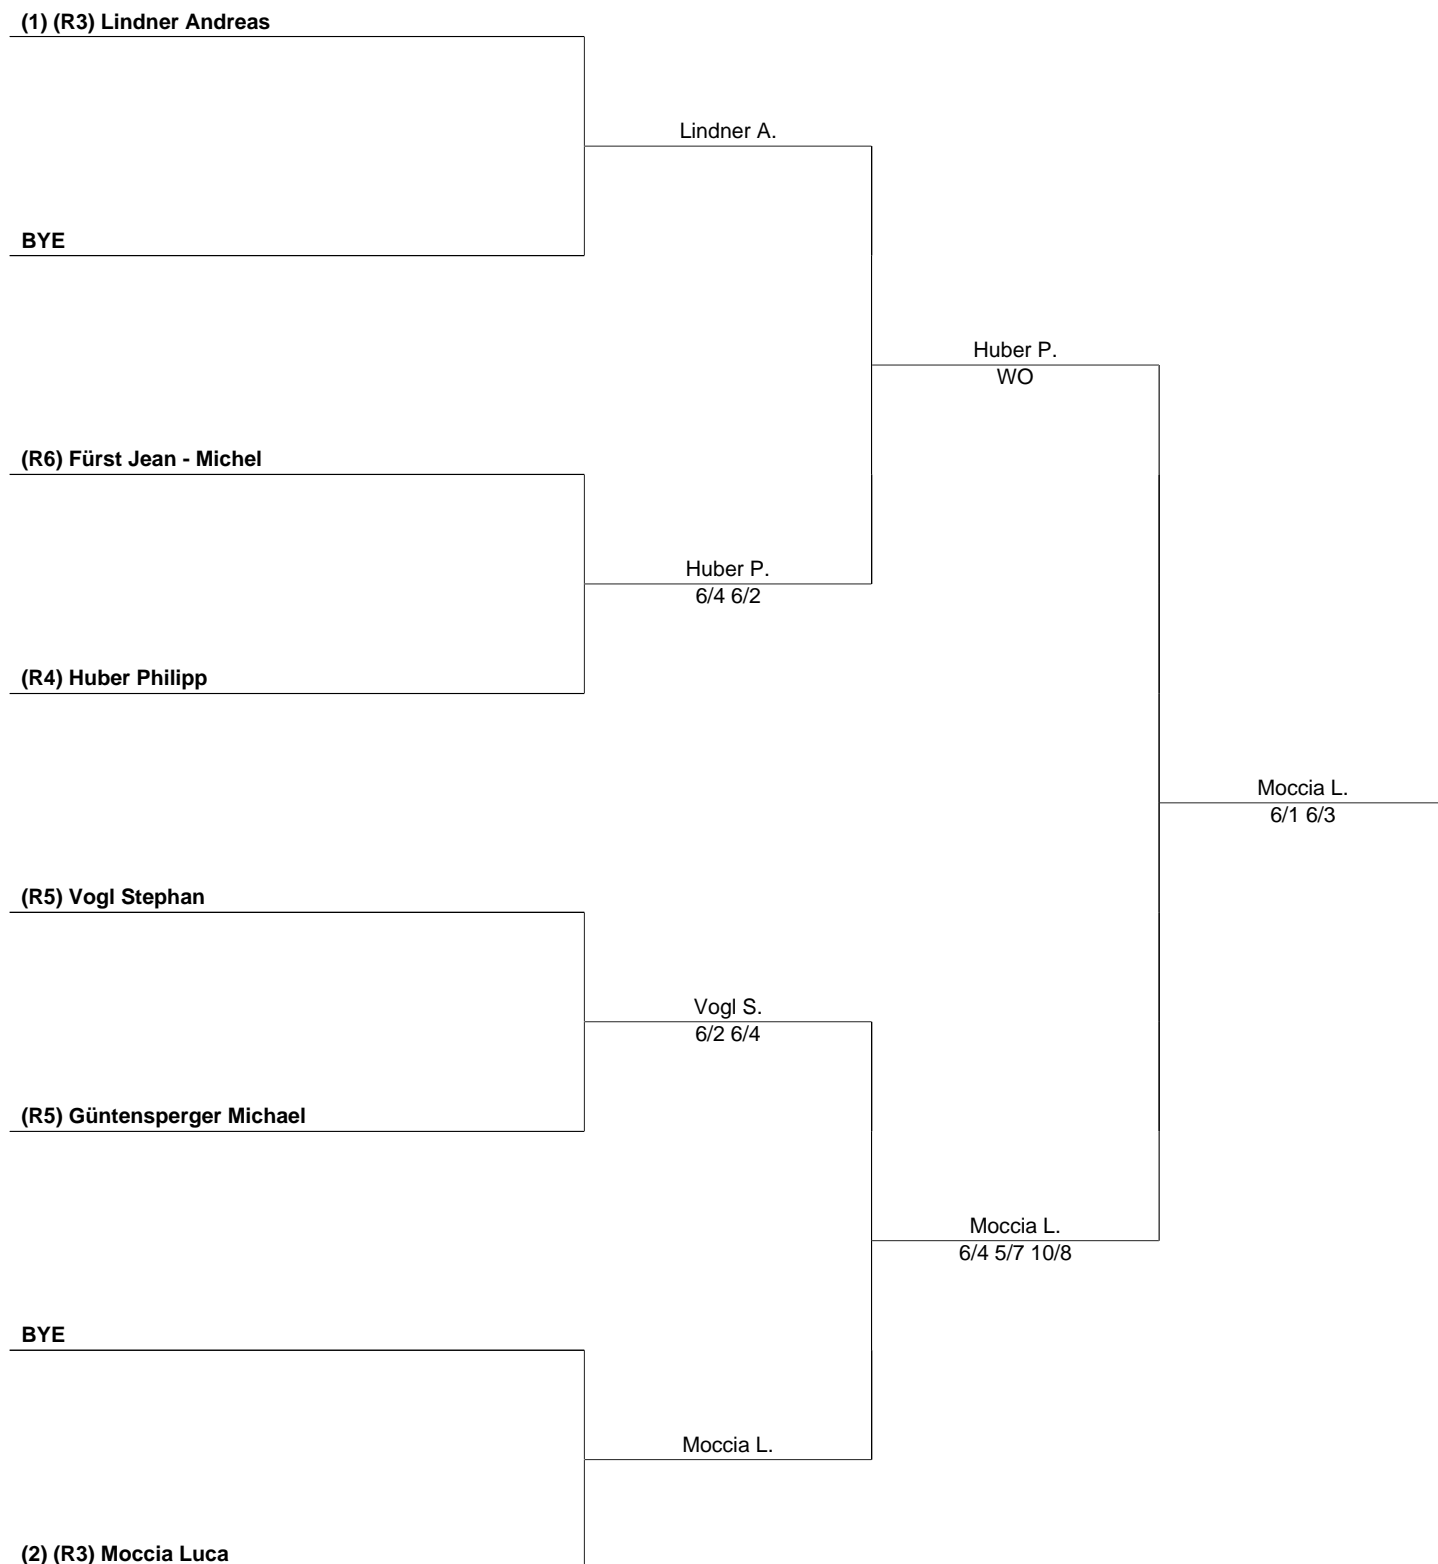 (1) (R3) Lindner Andreas
Lindner A.
BYE
Huber P.
WO
(R6) Fürst Jean - Michel
Huber P.
6/4 6/2
(R4) Huber Philipp
Moccia L.
6/1 6/3
(R5) Vogl Stephan
Vogl S.
6/2 6/4
(R5) Güntensperger Michael
Moccia L.
6/4 5/7 10/8
BYE
Moccia L.
(2) (R3) Moccia Luca